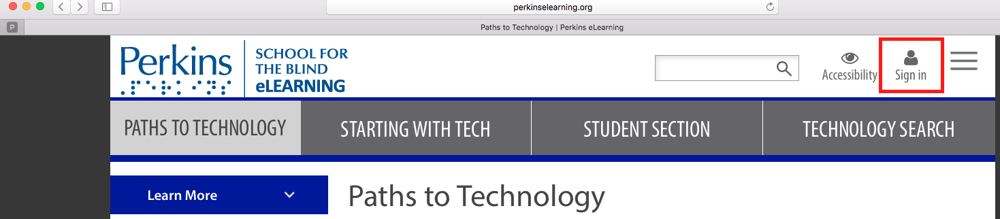 perkinselearning.org
P
Paths to Technology | Perkins eLearning
Perkins
SCHOOL FOR
THE BLIND
eLEARNING
Accessibility
Sign in
PATHS TO TECHNOLOGY
STARTING WITH TECH
STUDENT SECTION
TECHNOLOGY SEARCH
Learn More
Paths to Technology